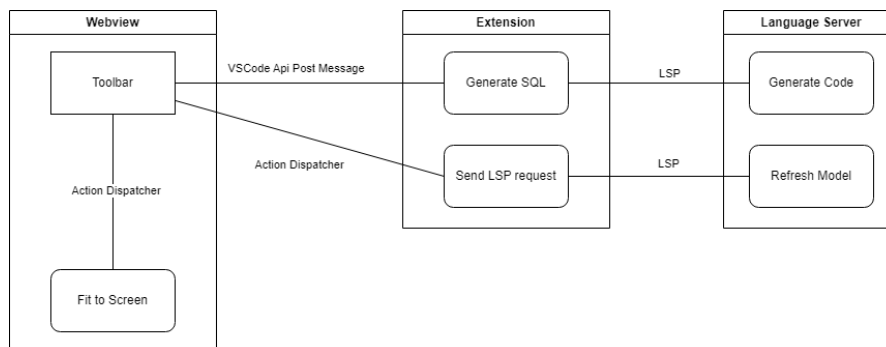 Webview
Extension
Language Server
Toolbar
VSCode Api Post Message
Generate SQL
LSP
Generate Code
Action Dispatcher
Send LSP request
LSP
Refresh Model
Action Dispatcher
Fit to Screen